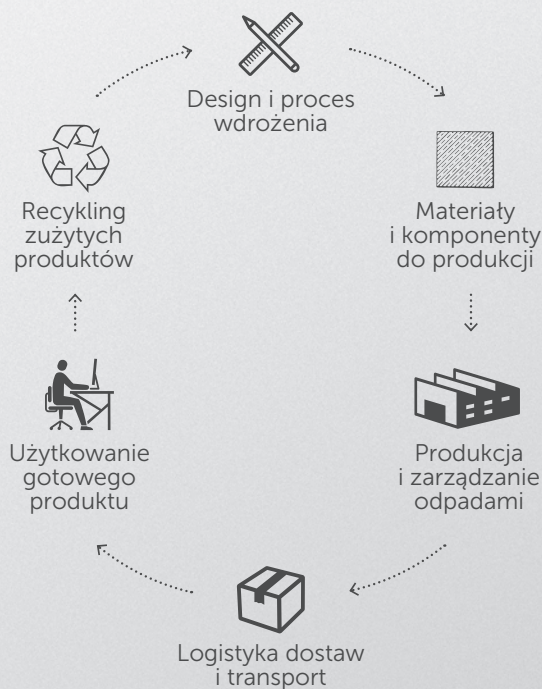 Design i proces
wdrożenia
Materiały
i komponenty
do produkcji
Produkcja
i zarządzanie
odpadami
Logistyka dostaw
i transport
Użytkowanie
gotowego
produktu
Recykling
zużytych
produktów